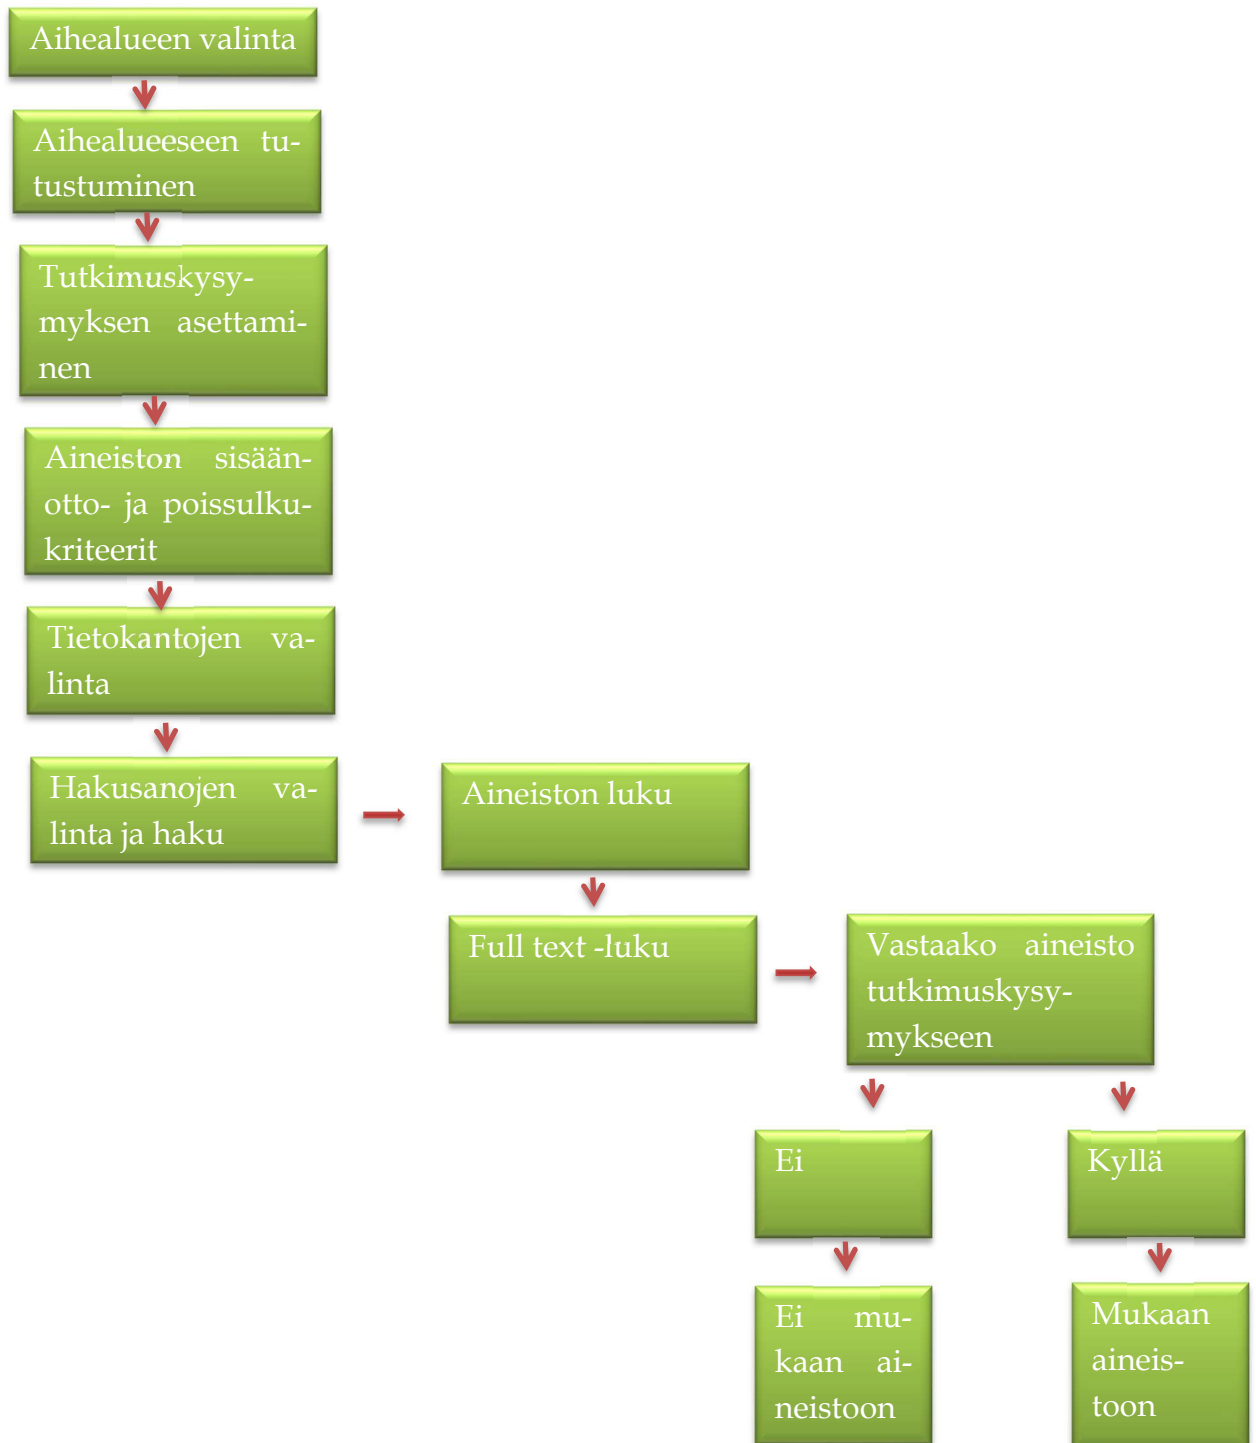 Aihealueen valinta
Aihealueeseen tu-
tustuminen
Tutkimuskysy-
myksen asettami-
nen
Aineiston sisään-
otto- ja poissulku-
kriteerit
Tietokantojen va-
linta
Hakusanojen va-
linta ja haku
Aineiston luku
Full text -luku
Vastaako aineisto
tutkimuskysy-
mykseen
Ei
Kyllä
Ei mu-
kaan ai-
neistoon
Mukaan
aineis-
toon